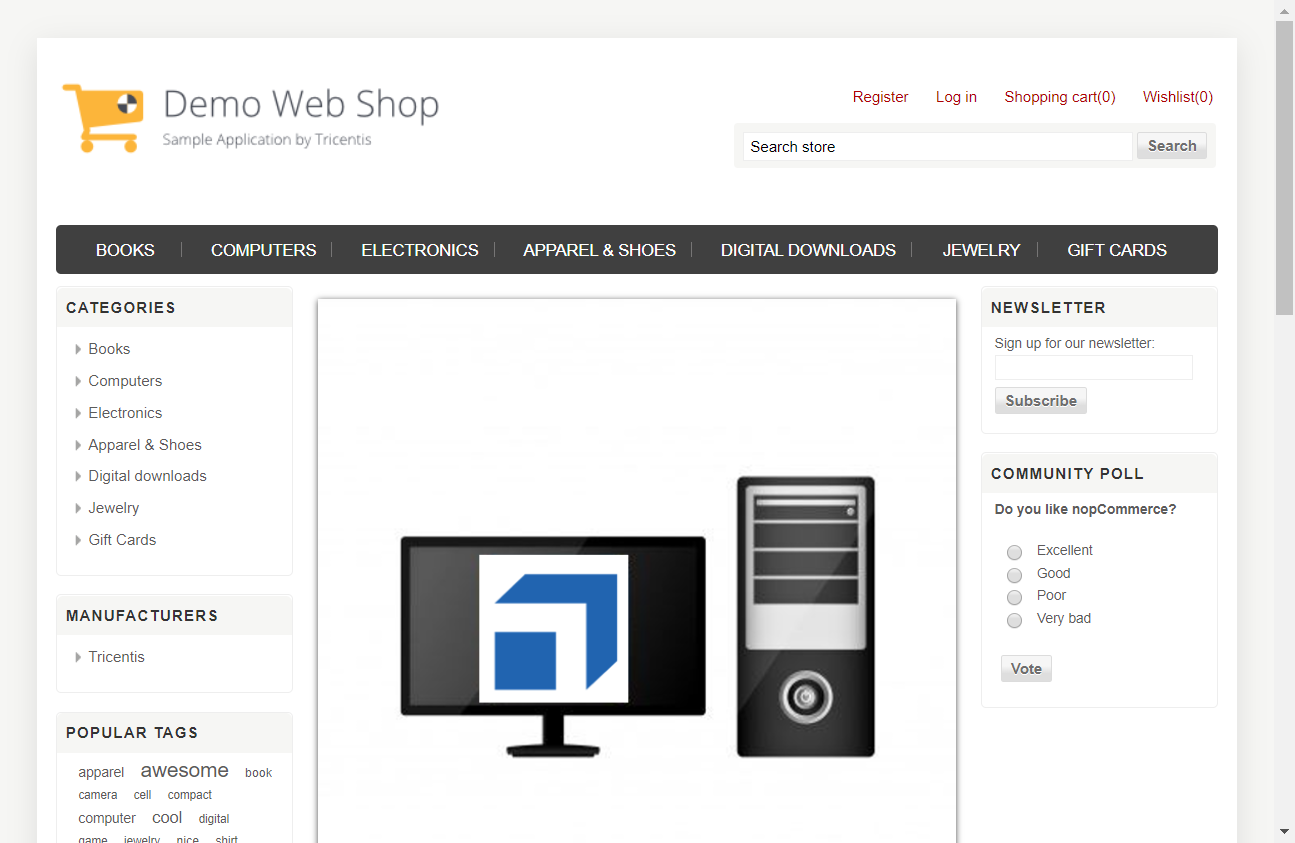 Demo Web Shop
Sample Application by Tricentis
Register Log in Shopping cart(0) Wishlist(0)
Search store Search
BOOKS COMPUTERS ELECTRONICS APPAREL & SHOES DIGITAL DOWNLOADS JEWELRY GIFT CARDS
CATEGORIES
Books
Computers
Electronics
Apparel & Shoes
Digital downloads
Jewelry
Gift Cards
MANUFACTURERS
Tricentis
POPULAR TAGS
apparel awesome book
camera cell compact
computer cool digital
game jewelry nice shirt
NEWSLETTER
Sign up for our newsletter:
Subscribe
COMMUNITY POLL
Do you like nopCommerce?
Excellent
Good
Poor
Very bad
Vote